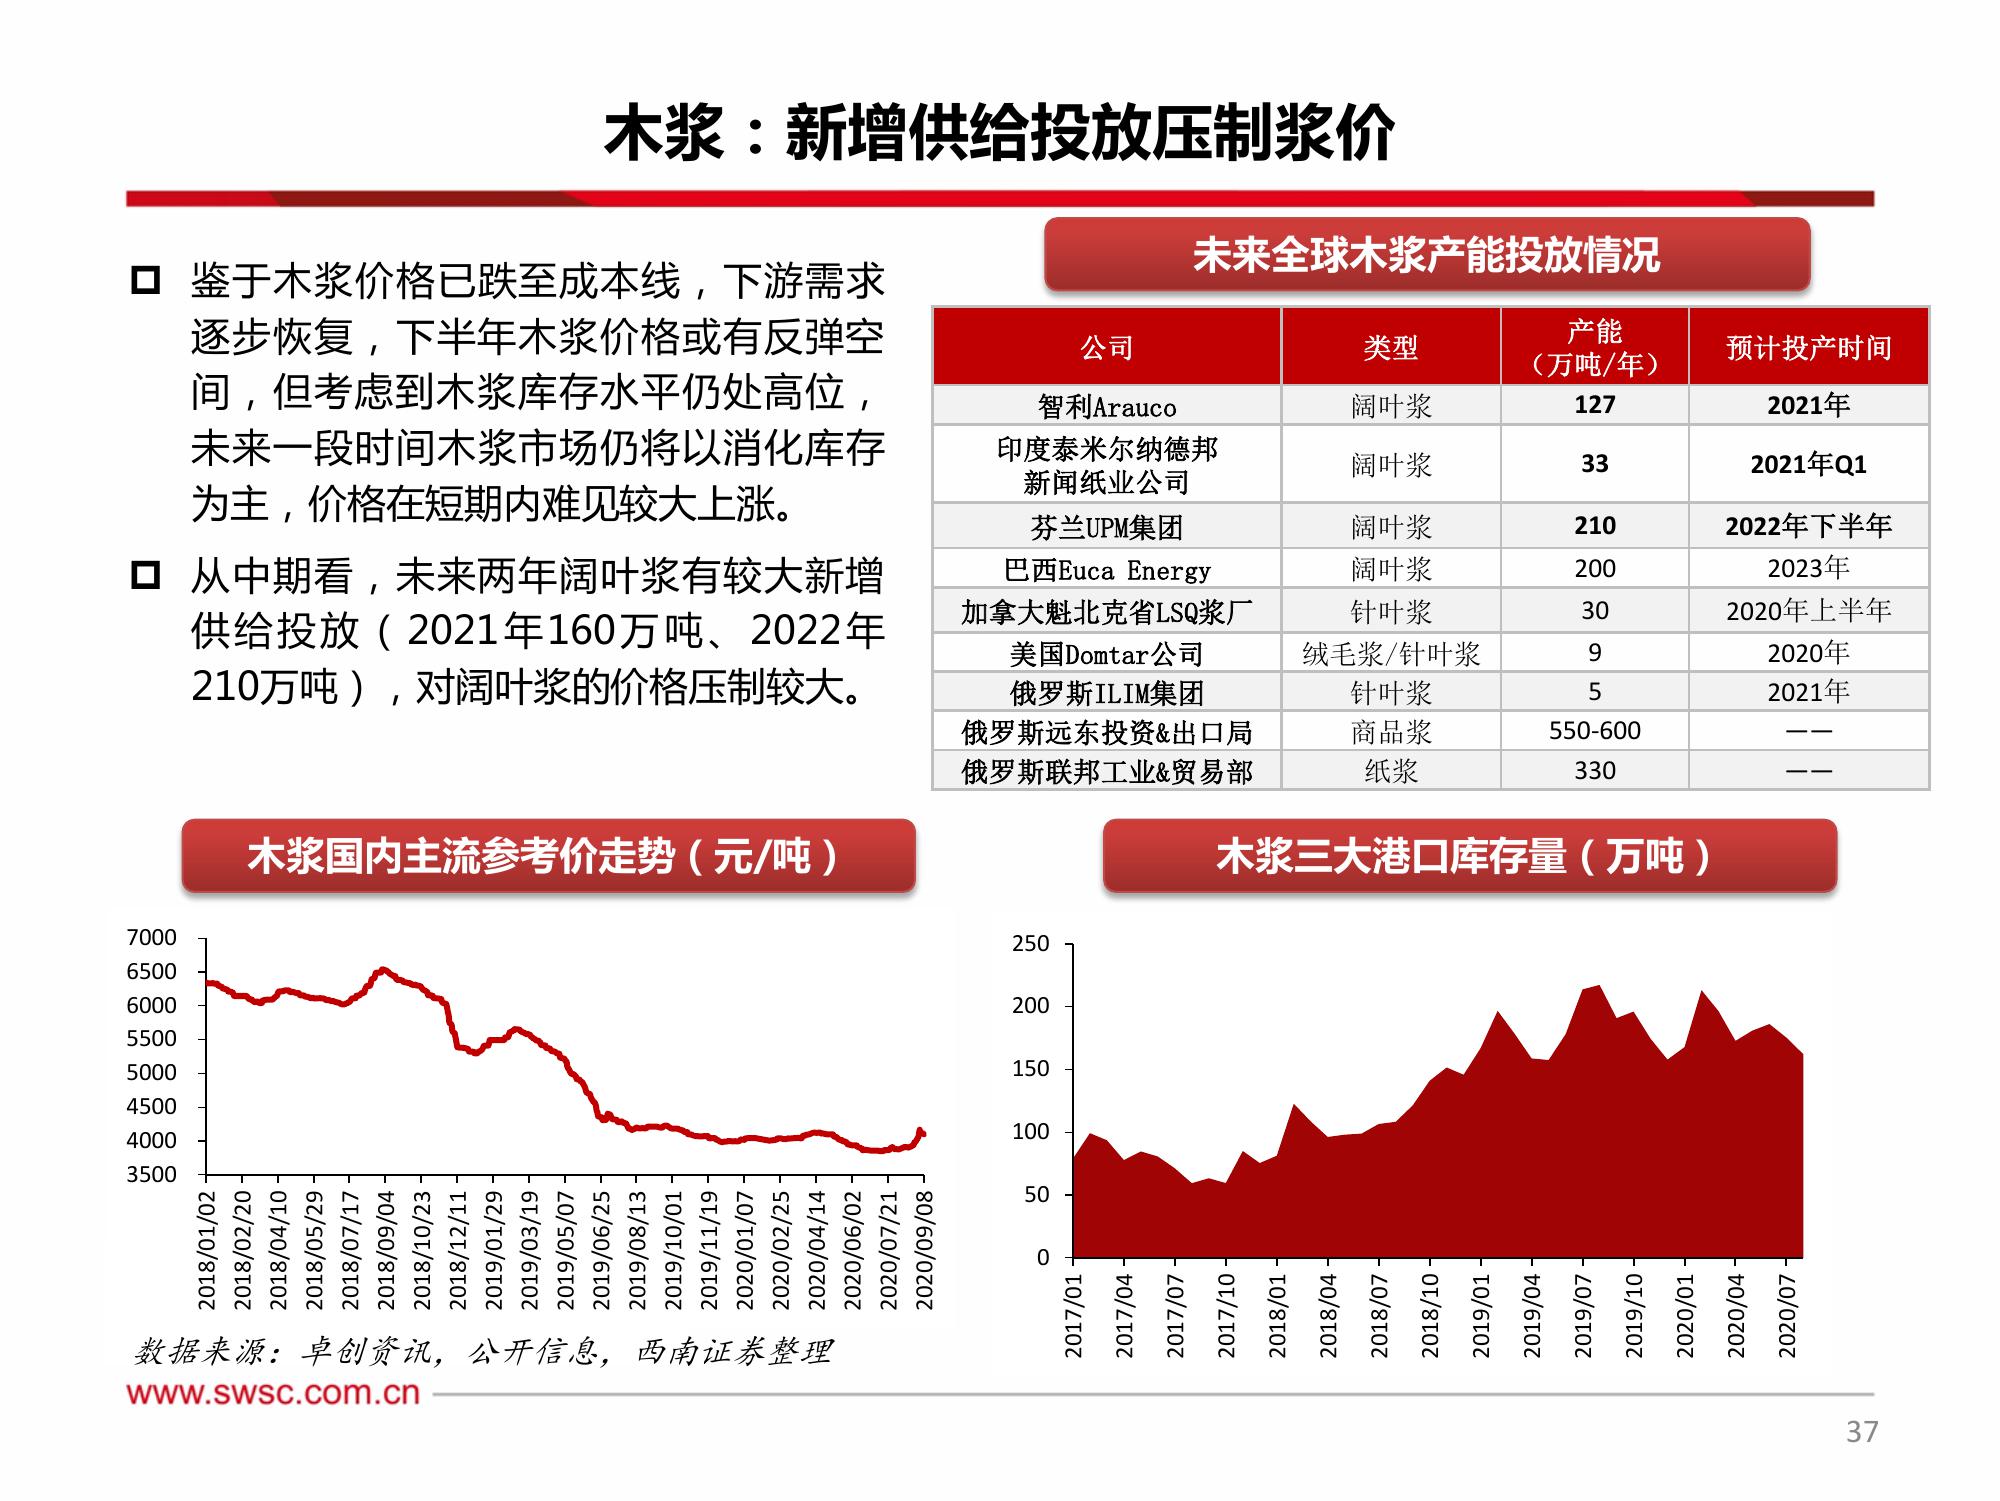 木浆：新增供给投放压制浆价
鉴于木浆价格已跌至成本线，下游需求
逐步恢复，下半年木浆价格或有反弹空
间，但考虑到木浆库存水平仍处高位，
未来一段时间木浆市场仍将以消化库存
为主，价格在短期内难见较大上涨。
从中期看，未来两年阔叶浆有较大新增
供给投放（2021年160万吨、2022年
210万吨），对阔叶浆的价格压制较大。
未来全球木浆产能投放情况
公司 类型 产能（万吨/年） 预计投产时间
智利Arauco 阔叶浆 127 2021年
印度泰米尔纳德邦新闻纸业公司 阔叶浆 33 2021年Q1
芬兰UPM集团 阔叶浆 210 2022年下半年
巴西Euca Energy 阔叶浆 200 2023年
加拿大魁北克省LSQ浆厂 针叶浆 30 2020年上半年
美国Domtar公司 绒毛浆/针叶浆 9 2020年
俄罗斯ILIM集团 针叶浆 5 2021年
俄罗斯远东投资&出口局 商品浆 550-600 ——
俄罗斯联邦工业&贸易部 纸浆 330 ——
木浆国内主流参考价走势（元/吨）
7000
6500
6000
5500
5000
4500
4000
3500
2018/01/02
2018/02/20
2018/04/10
2018/05/29
2018/07/17
2018/09/04
2018/10/23
2018/12/11
2019/01/29
2019/03/19
2019/05/07
2019/06/25
2019/08/13
2019/10/01
2019/11/19
2020/01/07
2020/02/25
2020/04/14
2020/06/02
2020/07/21
2020/09/08
木浆三大港口库存量（万吨）
250
200
150
100
50
0
2017/01
2017/04
2017/07
2017/10
2018/01
2018/04
2018/07
2018/10
2019/01
2019/04
2019/07
2019/10
2020/01
2020/04
2020/07
数据来源：卓创资讯，公开信息，西南证券整理
www.swsc.com.cn
37